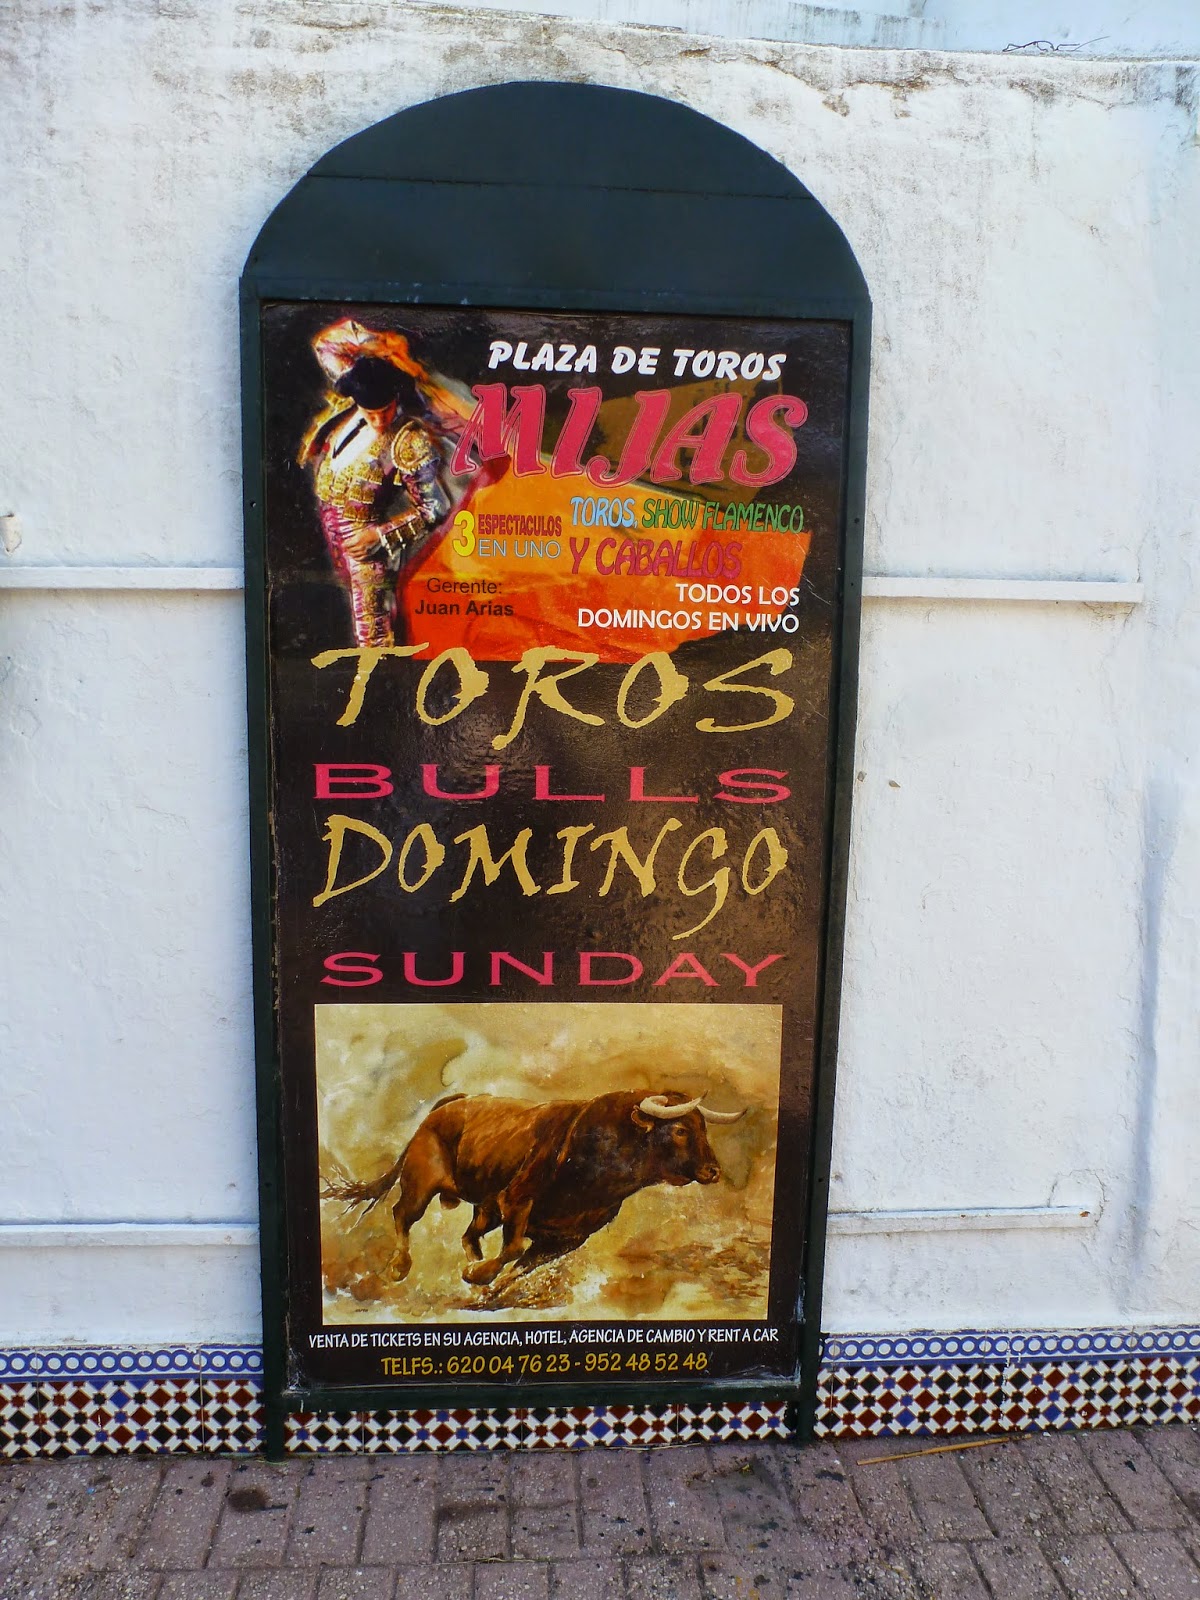 PLAZA DE TOROS
MIJAS
3 ESPECTACULOS EN UNO
TOROS, SHOW FLAMENCO
Y CABALLOS
Gerente:
Juan Arias
TODOS LOS
DOMINGOS EN VIVO
TOROS
BULLS
DOMINGO
SUNDAY
VENTA DE TICKETS EN SU AGENCIA, HOTEL, AGENCIA DE CAMBIO Y RENT A CAR
TELFS.: 620 04 76 23 - 952 48 52 48